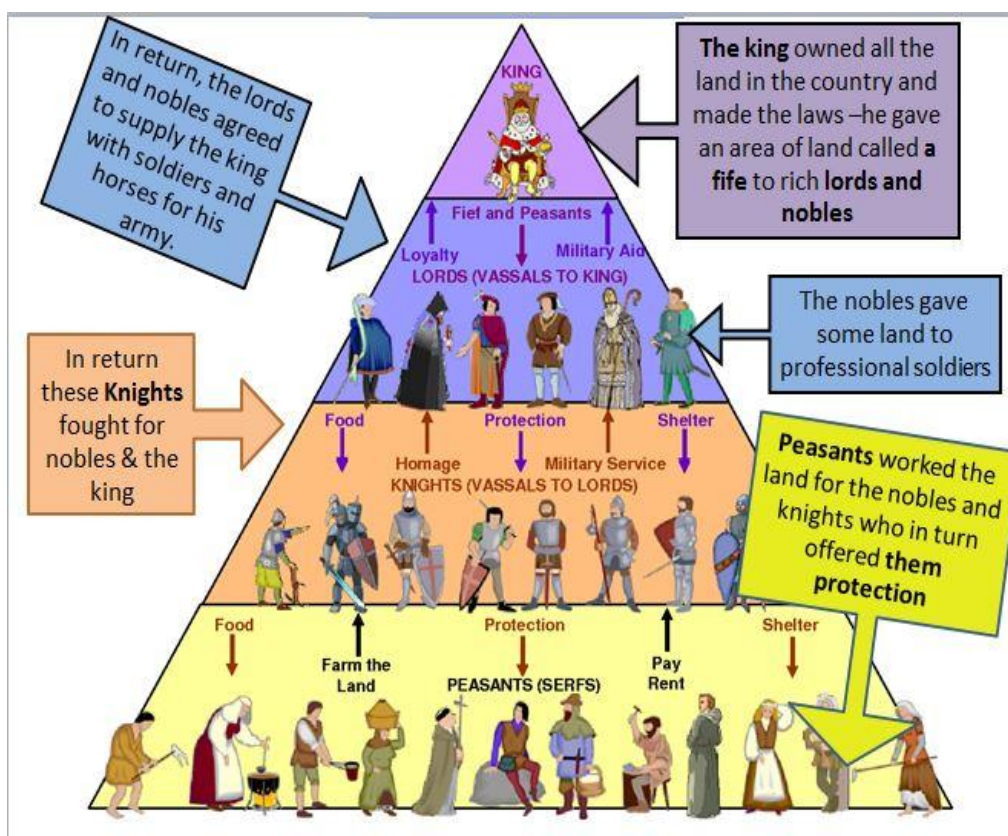 In return, the lords
and nobles agreed
to supply the king
with soldiers and
horses for his
army.
The king owned all the
land in the country and
made the laws –he gave
an area of land called a
fife to rich lords and
nobles
KING
Fief and Peasants
Loyalty
Military Aid
LORDS (VASSALS TO KING)
The nobles gave
some land to
professional soldiers
In return
these Knights
fought for
nobles & the
king
Food
Protection
Shelter
Homage
Military Service
KNIGHTS (VASSALS TO LORDS)
Peasants worked the
land for the nobles and
knights who in turn
offered them
protection
Food
Protection
Shelter
Farm the
Land
Pay
Rent
PEASANTS (SERFS)